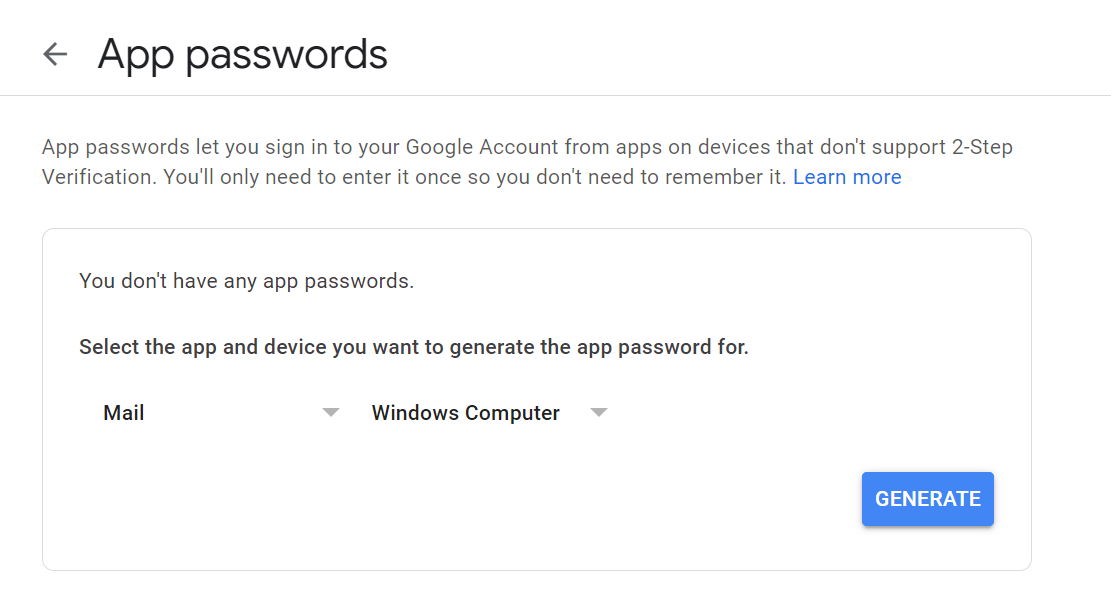 App passwords
App passwords let you sign in to your Google Account from apps on devices that don't support 2-Step
Verification. You'll only need to enter it once so you don't need to remember it. Learn more
You don't have any app passwords.
Select the app and device you want to generate the app password for.
Mail Windows Computer
GENERATE